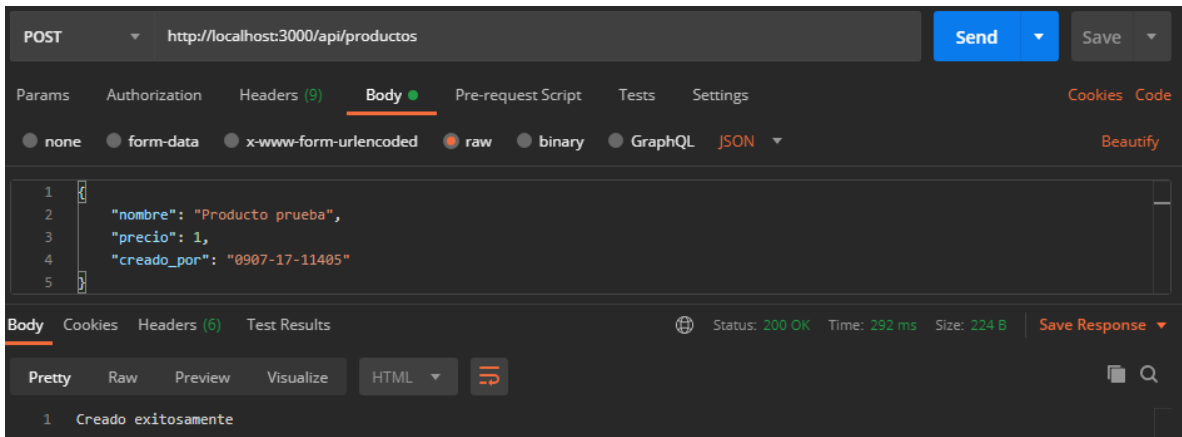 POST http://localhost:3000/api/productos Send Save
Params Authorization Headers (9) Body Pre-request Script Tests Settings Cookies Code
none form-data x-www-form-urlencoded raw binary GraphQL JSON Beautify
1 {
2 "nombre": "Producto prueba",
3 "precio": 1,
4 "creado_por": "0907-17-11405"
5 }
Body Cookies Headers (6) Test Results Status: 200 OK Time: 292 ms Size: 224 B Save Response
Pretty Raw Preview Visualize HTML
1 Creado exitosamente